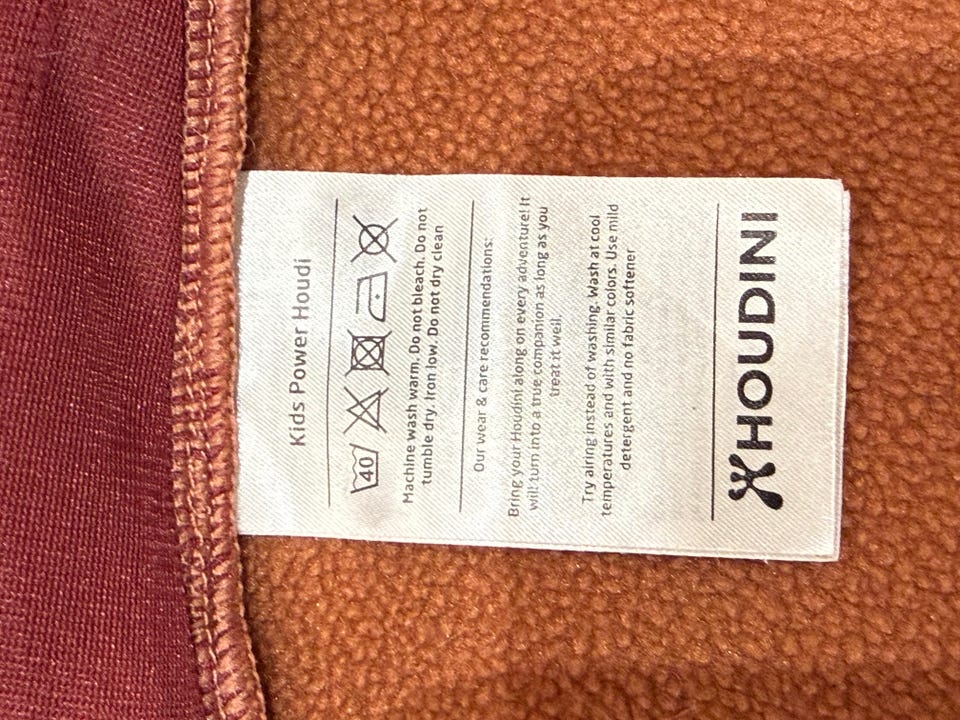 Kids Power Houdi
40
Machine wash warm. Do not bleach. Do not
tumble dry. Iron low. Do not dry clean
Our wear & care recommendations:
Bring your Houdini along on every adventure! It
will turn into a true companion as long as you
treat it well.
Try airing instead of washing. Wash at cool
temperatures and with similar colors. Use mild
detergent and no fabric softener
HOUDINI